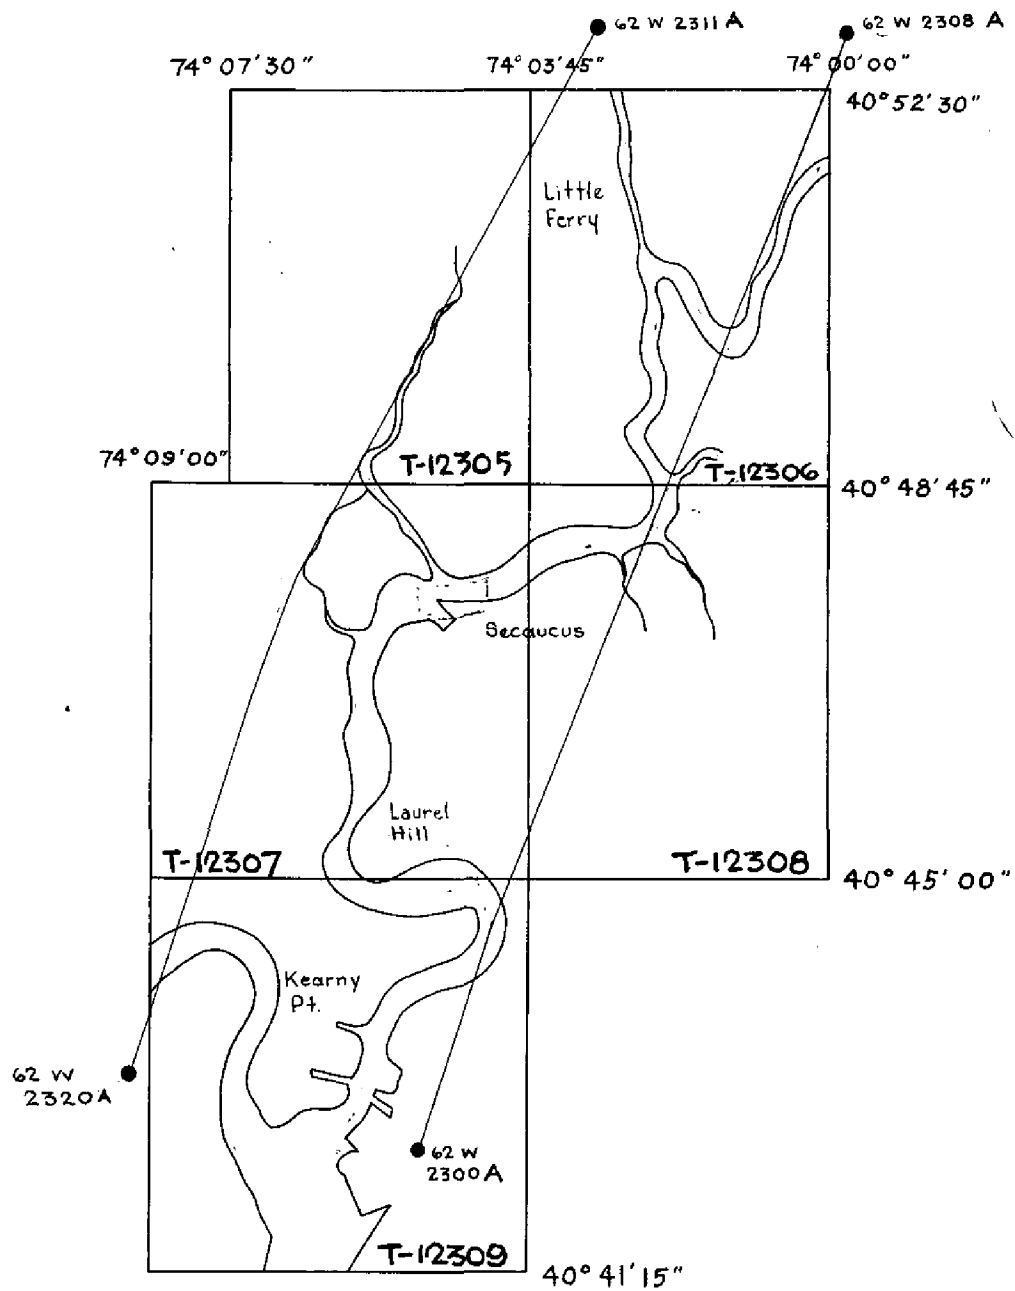 62 W 2311 A
62 W 2308 A
74° 07' 30"
74° 03' 45"
74° 00' 00"
40° 52' 30"
Little
Ferry
74° 09' 00"
T-12305
T-12306
40° 48' 45"
Secaucus
Laurel
Hill
T-12307
T-12308
40° 45' 00"
Kearny
Pt.
62 W
2320 A
62 W
2300 A
T-12309
40° 41' 15"